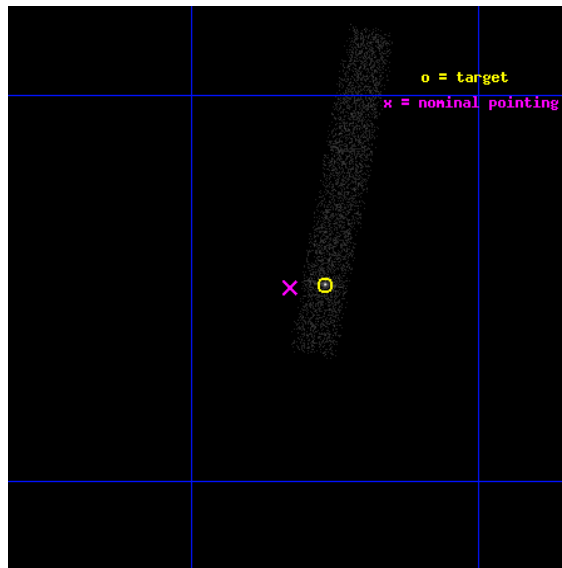 o = target
x = nominal pointing